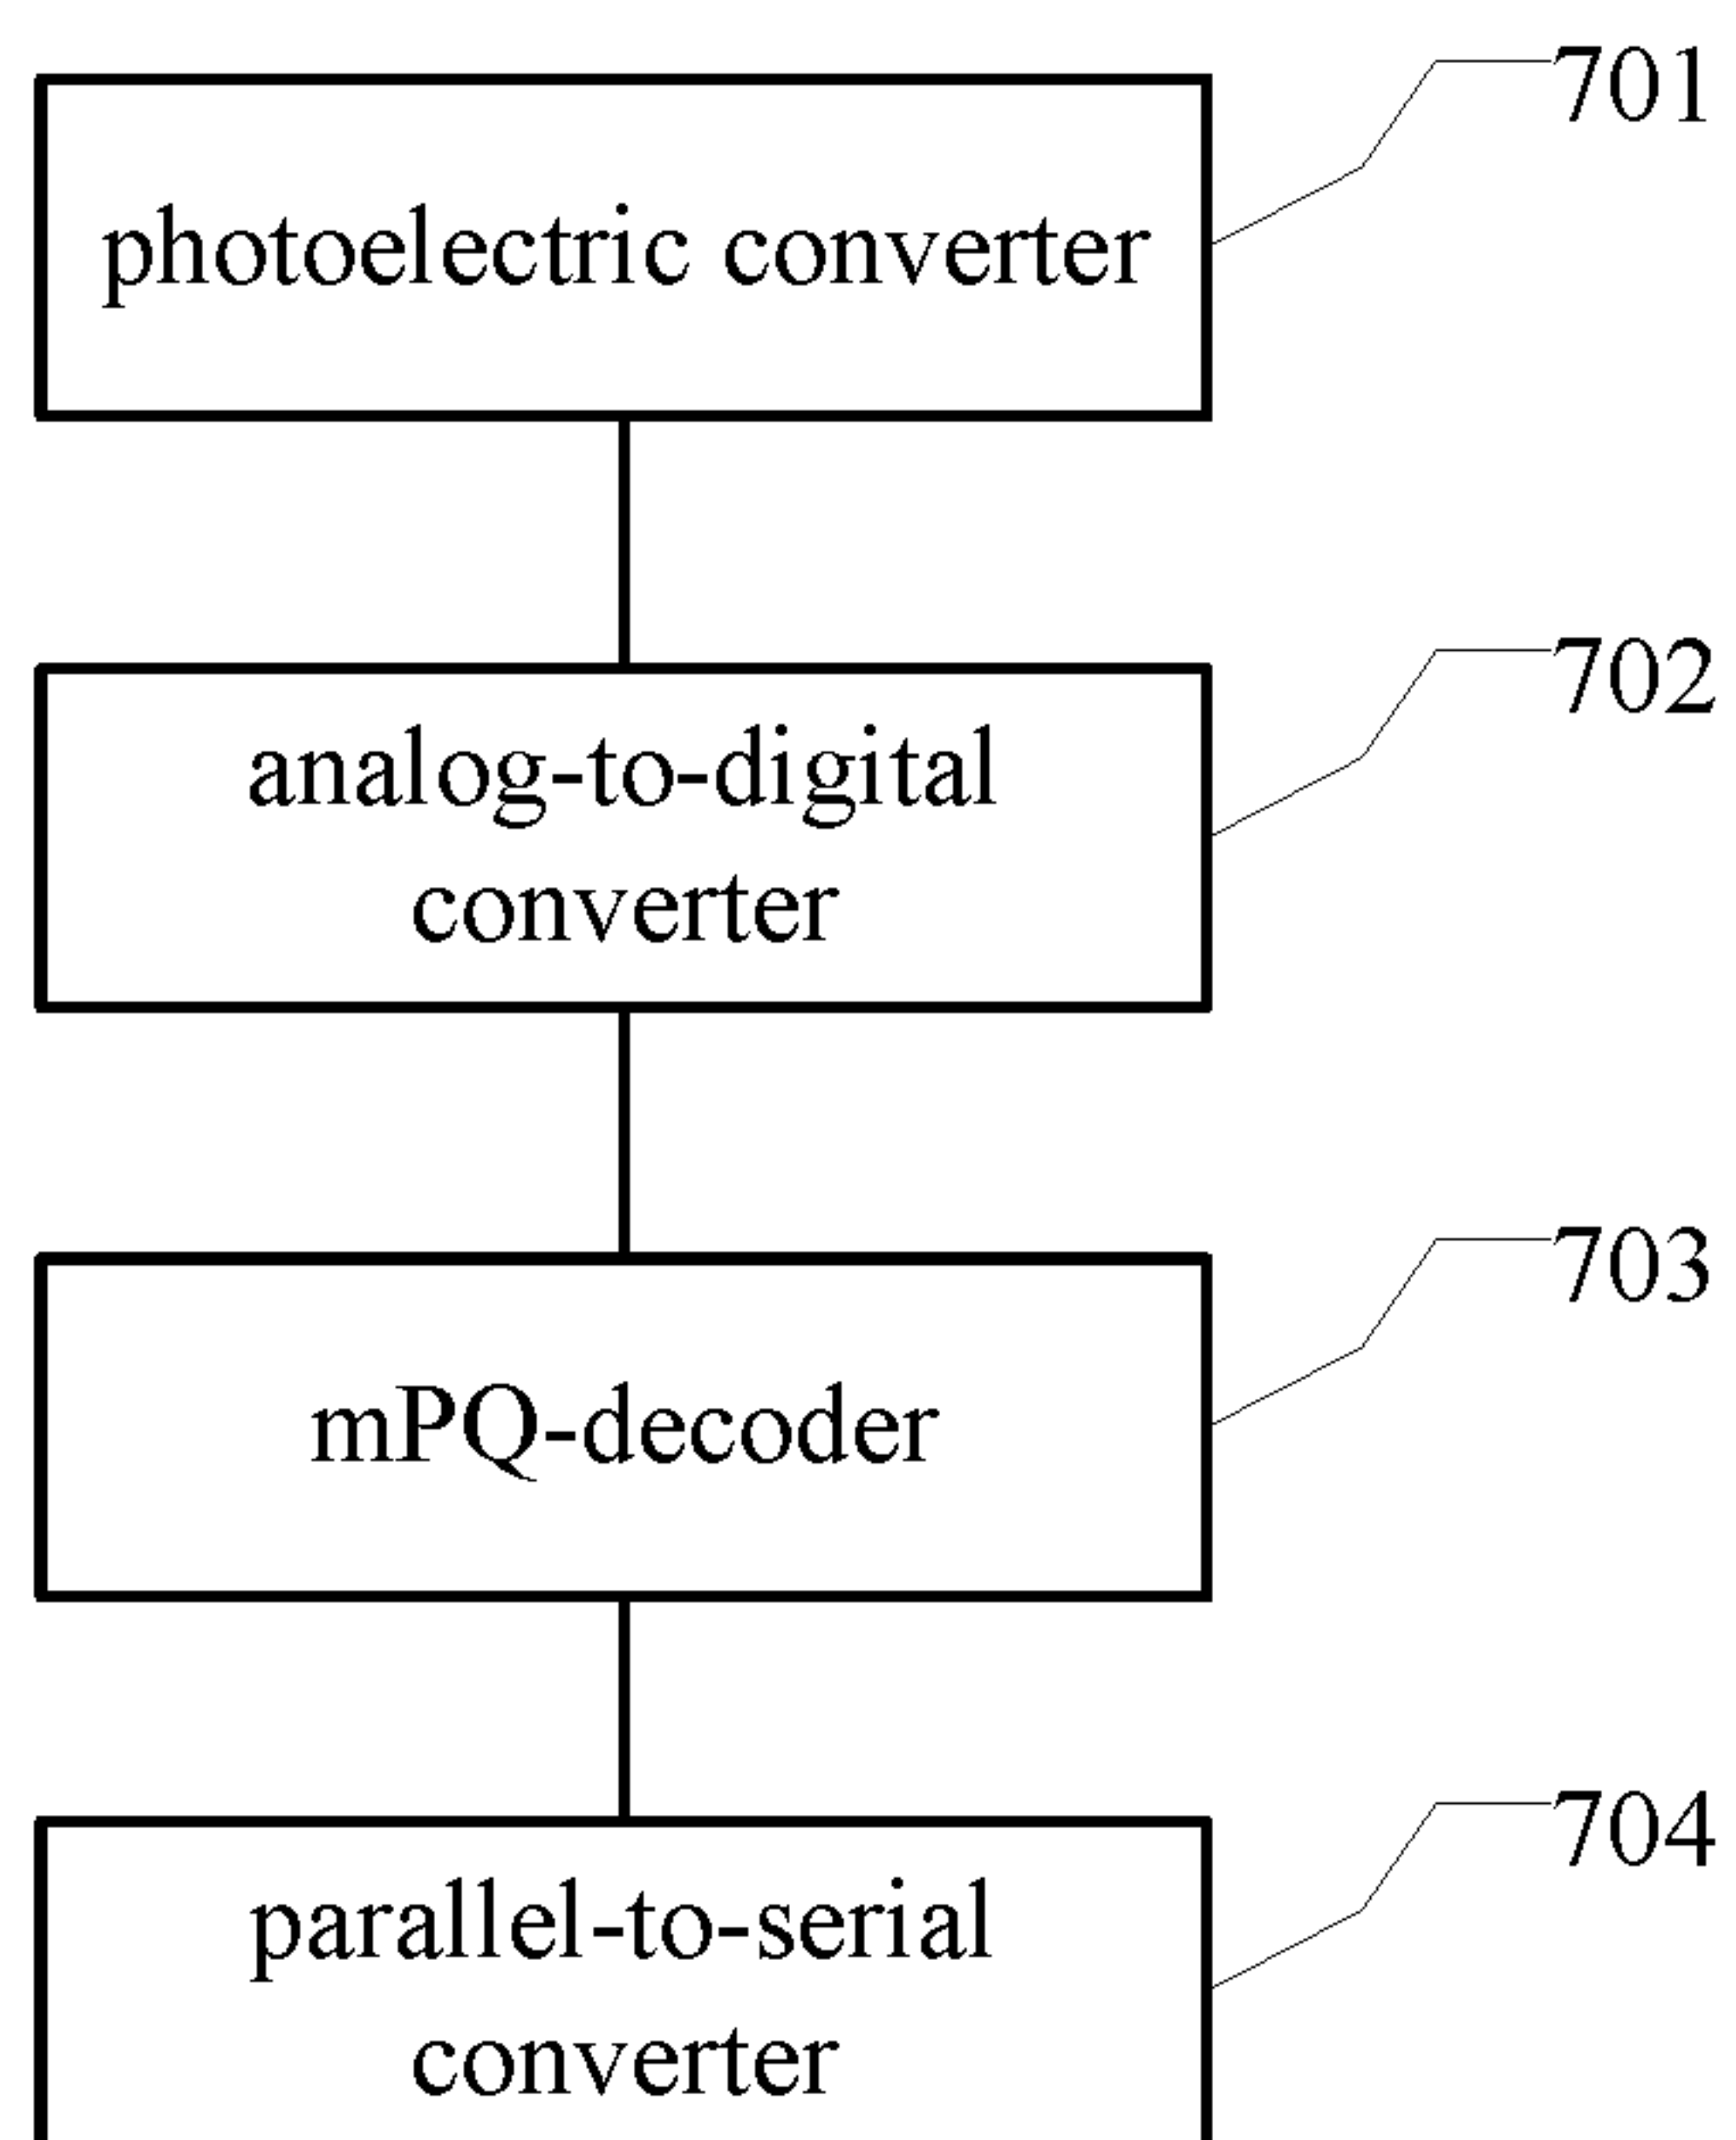 701
photoelectric converter
702
analog-to-digital
converter
703
mPQ-decoder
704
parallel-to-serial
converter